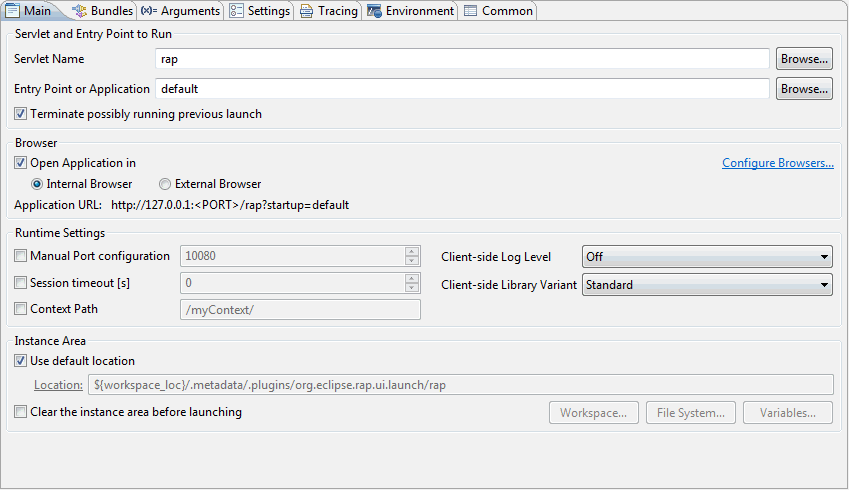 Main Bundles (x)= Arguments Settings Tracing Environment Common
Servlet and Entry Point to Run
Servlet Name rap Browse...
Entry Point or Application default Browse...
Terminate possibly running previous launch
Browser
Open Application in Configure Browsers...
Internal Browser External Browser
Application URL: http://127.0.0.1:<PORT>/rap?startup=default
Runtime Settings
Manual Port configuration 10080 Client-side Log Level Off
Session timeout [s] 0 Client-side Library Variant Standard
Context Path /myContext/
Instance Area
Use default location
Location: ${workspace_loc}/.metadata/.plugins/org.eclipse.rap.ui.launch/rap
Clear the instance area before launching Workspace... File System... Variables...